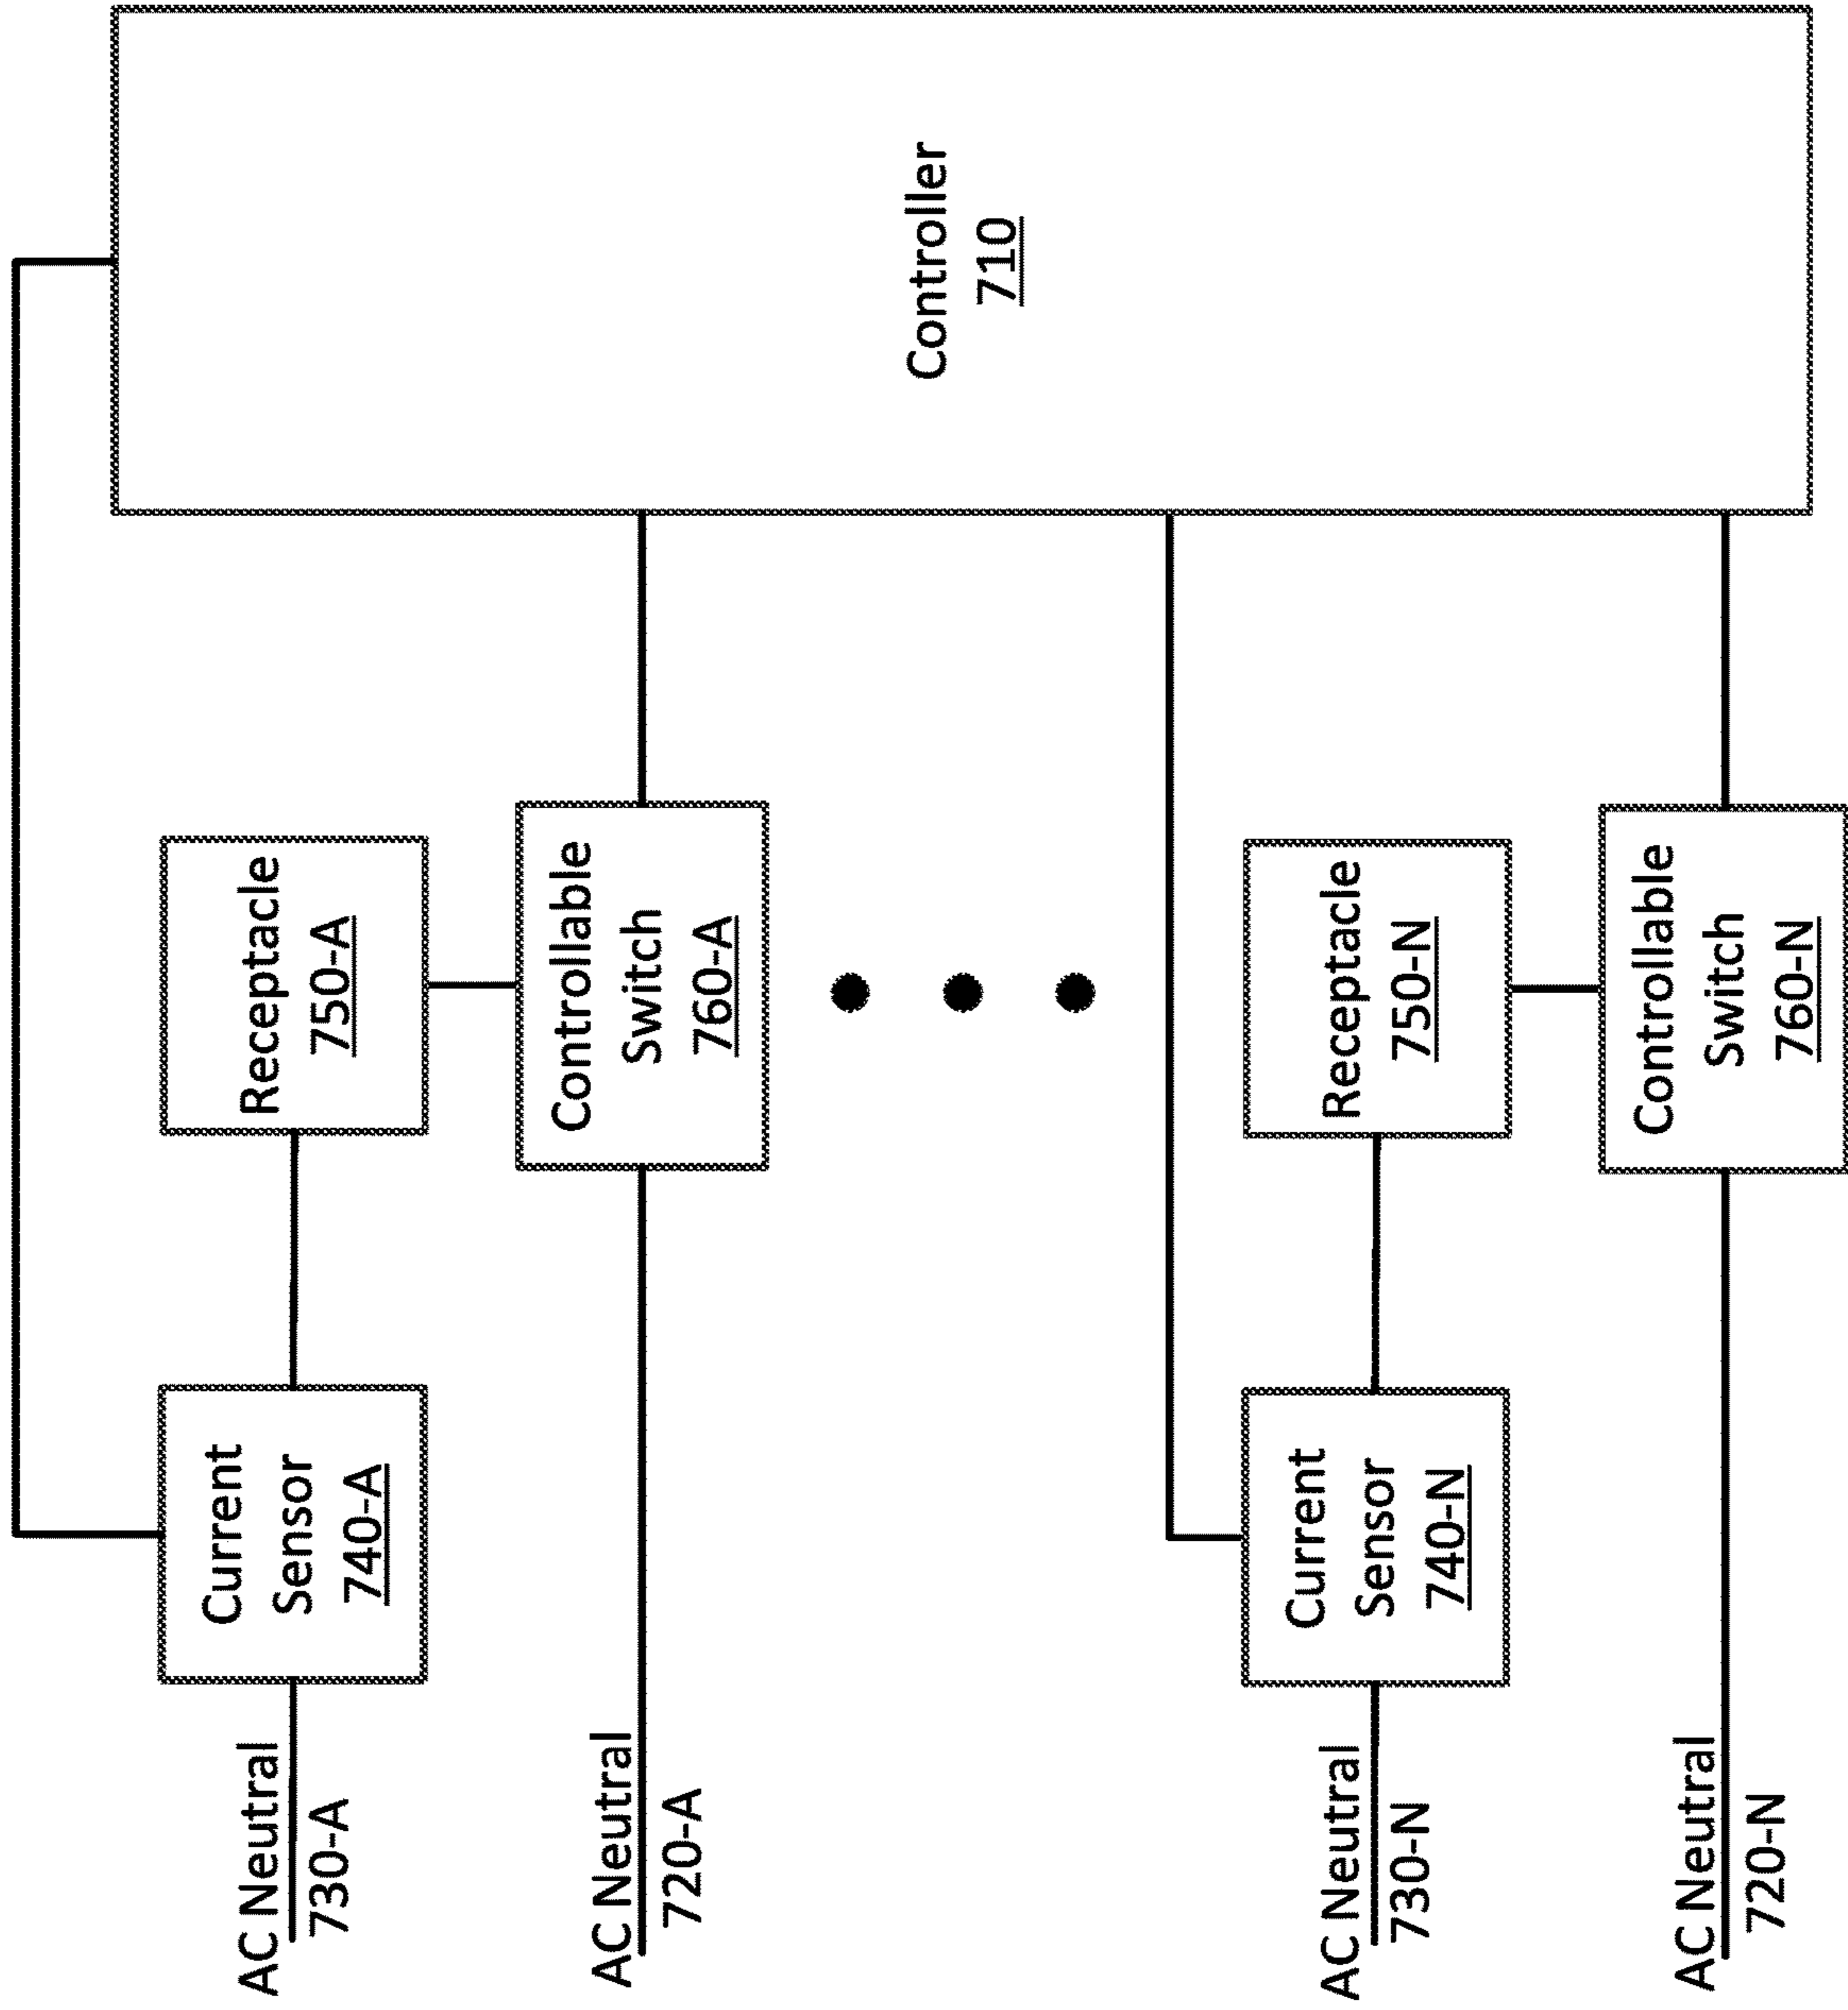 Controller
710
Receptacle
750-A
Controllable
Switch
760-A
Current
Sensor
740-A
AC Neutral
730-A
AC Neutral
720-A
Receptacle
750-N
Controllable
Switch
760-N
Current
Sensor
740-N
AC Neutral
730-N
AC Neutral
720-N